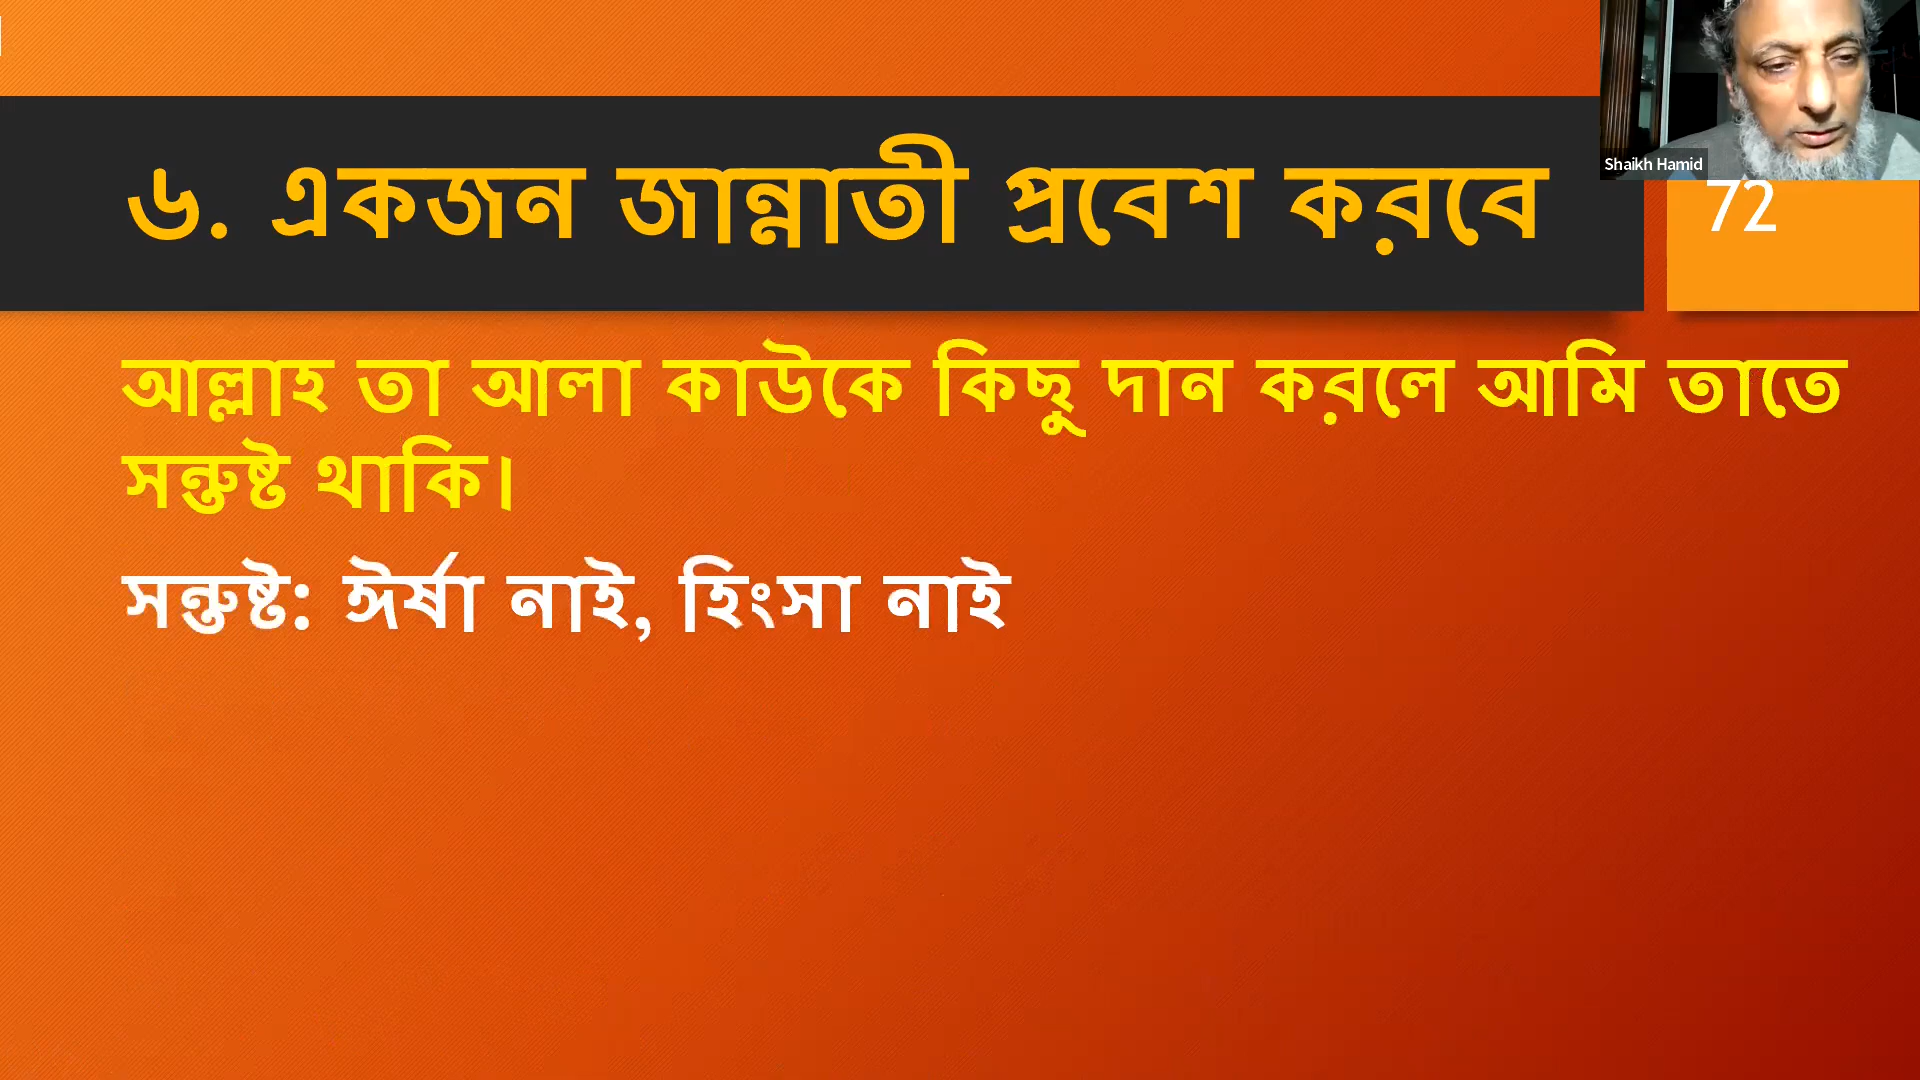 ৬. একজন জান্নাতী প্রবেশ করবে
Shaikh Hamid
72
আল্লাহ তা আলা কাউকে কিছু দান করলে আমি তাতে
সন্তুষ্ট থাকি।
সন্তুষ্ট: ঈর্ষা নাই, হিংসা নাই